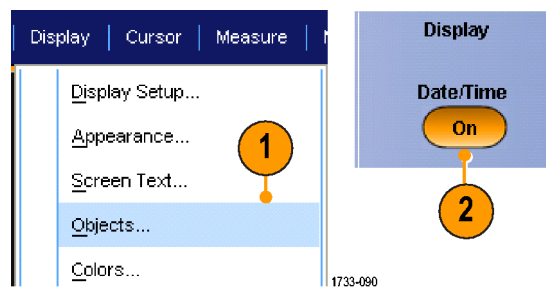 Display | Cursor | Measure |
Display Setup...
Appearance...
Screen Text...
Objects...
Colors...
1
Display
Date/Time
On
2
1733-090